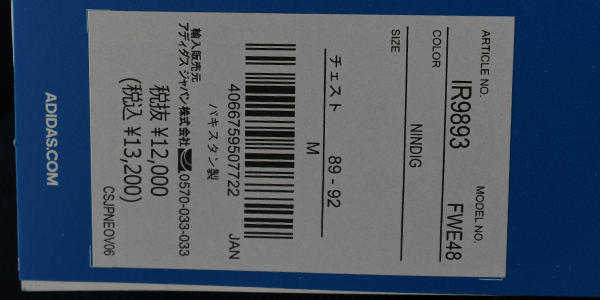 ARTICLE NO. MODEL NO.
IR9893 FWE48
COLOR
NINDIG
SIZE
チェスト 89 - 92
M
4066759507722 JAN
パキスタン製
輸入販売元
アディダス ジャパン株式会社 0570-033-033
税抜 ¥12,000
(税込 ¥13,200)
CSJPNEOV06
ADIDAS.COM